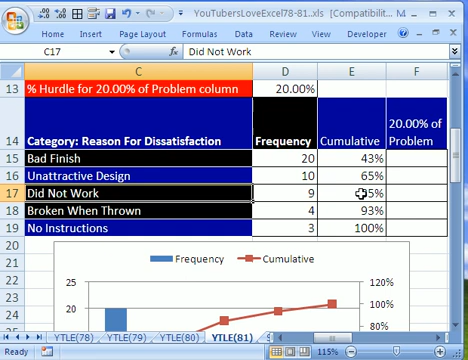 YouTubersLoveExcel78-81..xls [Compatibilit...
Home Insert Page Layout Formulas Data Review View Developer
C17 Did Not Work
C D E F
13 % Hurdle for 20.00% of Problem column 20.00%
14 Category: Reason For Dissatisfaction Frequency Cumulative 20.00% of Problem
15 Bad Finish 20 43%
16 Unattractive Design 10 65%
17 Did Not Work 9 5%
18 Broken When Thrown 4 93%
19 No Instructions 3 100%
20
21 Frequency Cumulative
22
23 25 120%
24 20 100%
80%
YTLE(78) YTLE(79) YTLE(80) YTLE(81)
Ready 115%